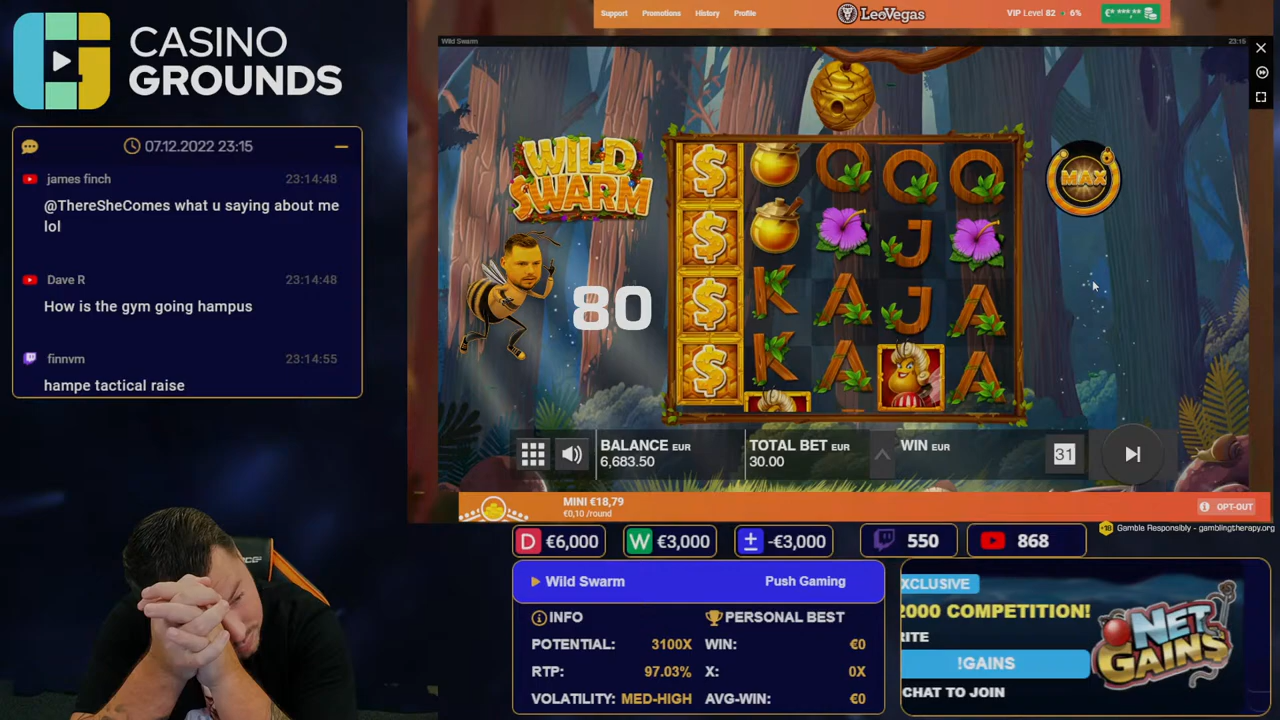 CASINO
GROUNDS
07.12.2022 23:15
james finch 23:14:48
@ThereSheComes what u saying about me
lol
Dave R 23:14:48
How is the gym going hampus
finnvm 23:14:55
hampe tactical raise
Support Promotions History Profile
LeoVegas
VIP Level 82 6%
€* ***,**
Wild Swarm 23:15
WILD
SWARM
80
$ Q Q Q
$ J
$ K A J A
$ K A A
MAX
BALANCE EUR
6,683.50
TOTAL BET EUR
30.00
WIN EUR
31
MINI €18,79
€0,10 /round
OPT-OUT
D €6,000
W €3,000
± -€3,000
550
868
+18 Gamble Responsibly - gamblingtherapy.org
Wild Swarm Push Gaming
INFO
POTENTIAL: 3100X
RTP: 97.03%
VOLATILITY: MED-HIGH
PERSONAL BEST
WIN: €0
X: 0X
AVG-WIN: €0
XCLUSIVE
2000 COMPETITION!
RITE
!GAINS
CHAT TO JOIN
NET
GAINS